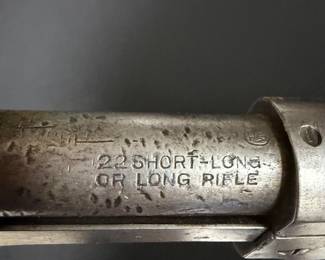 22 SHORT-LONG
OR LONG RIFLE